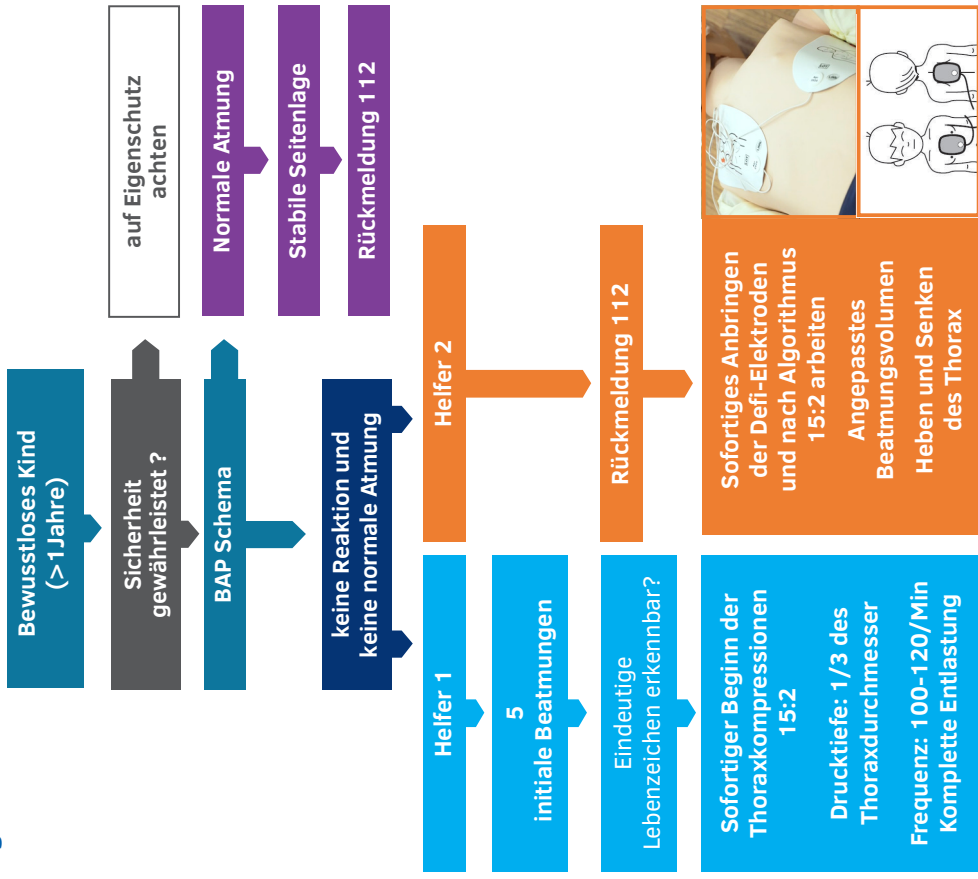 Bewusstloses Kind
(>1Jahre)
Sicherheit
gewährleistet ?
auf Eigenschutz
achten
BAP Schema
Normale Atmung
Stabile Seitenlage
Rückmeldung 112
keine Reaktion und
keine normale Atmung
Helfer 1
5
initiale Beatmungen
Eindeutige
Lebenzeichen erkennbar?
Sofortiger Beginn der
Thoraxkompressionen
15:2
Drucktiefe: 1/3 des
Thoraxdurchmesser
Frequenz: 100-120/Min
Komplette Entlastung
Helfer 2
Rückmeldung 112
Sofortiges Anbringen
der Defi-Elektroden
und nach Algorithmus
15:2 arbeiten
Angepasstes
Beatmungsvolumen
Heben und Senken
des Thorax